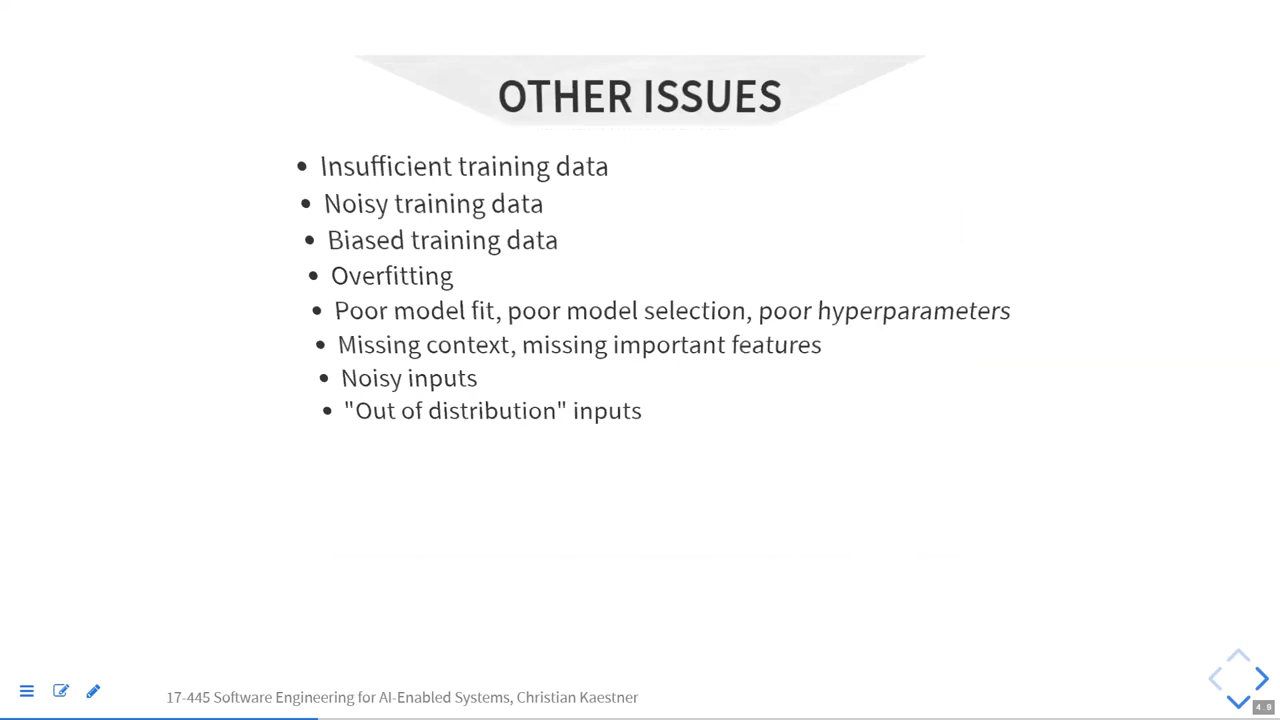 OTHER ISSUES
• Insufficient training data
• Noisy training data
• Biased training data
• Overfitting
• Poor model fit, poor model selection, poor hyperparameters
• Missing context, missing important features
• Noisy inputs
• "Out of distribution" inputs
17-445 Software Engineering for AI-Enabled Systems, Christian Kaestner